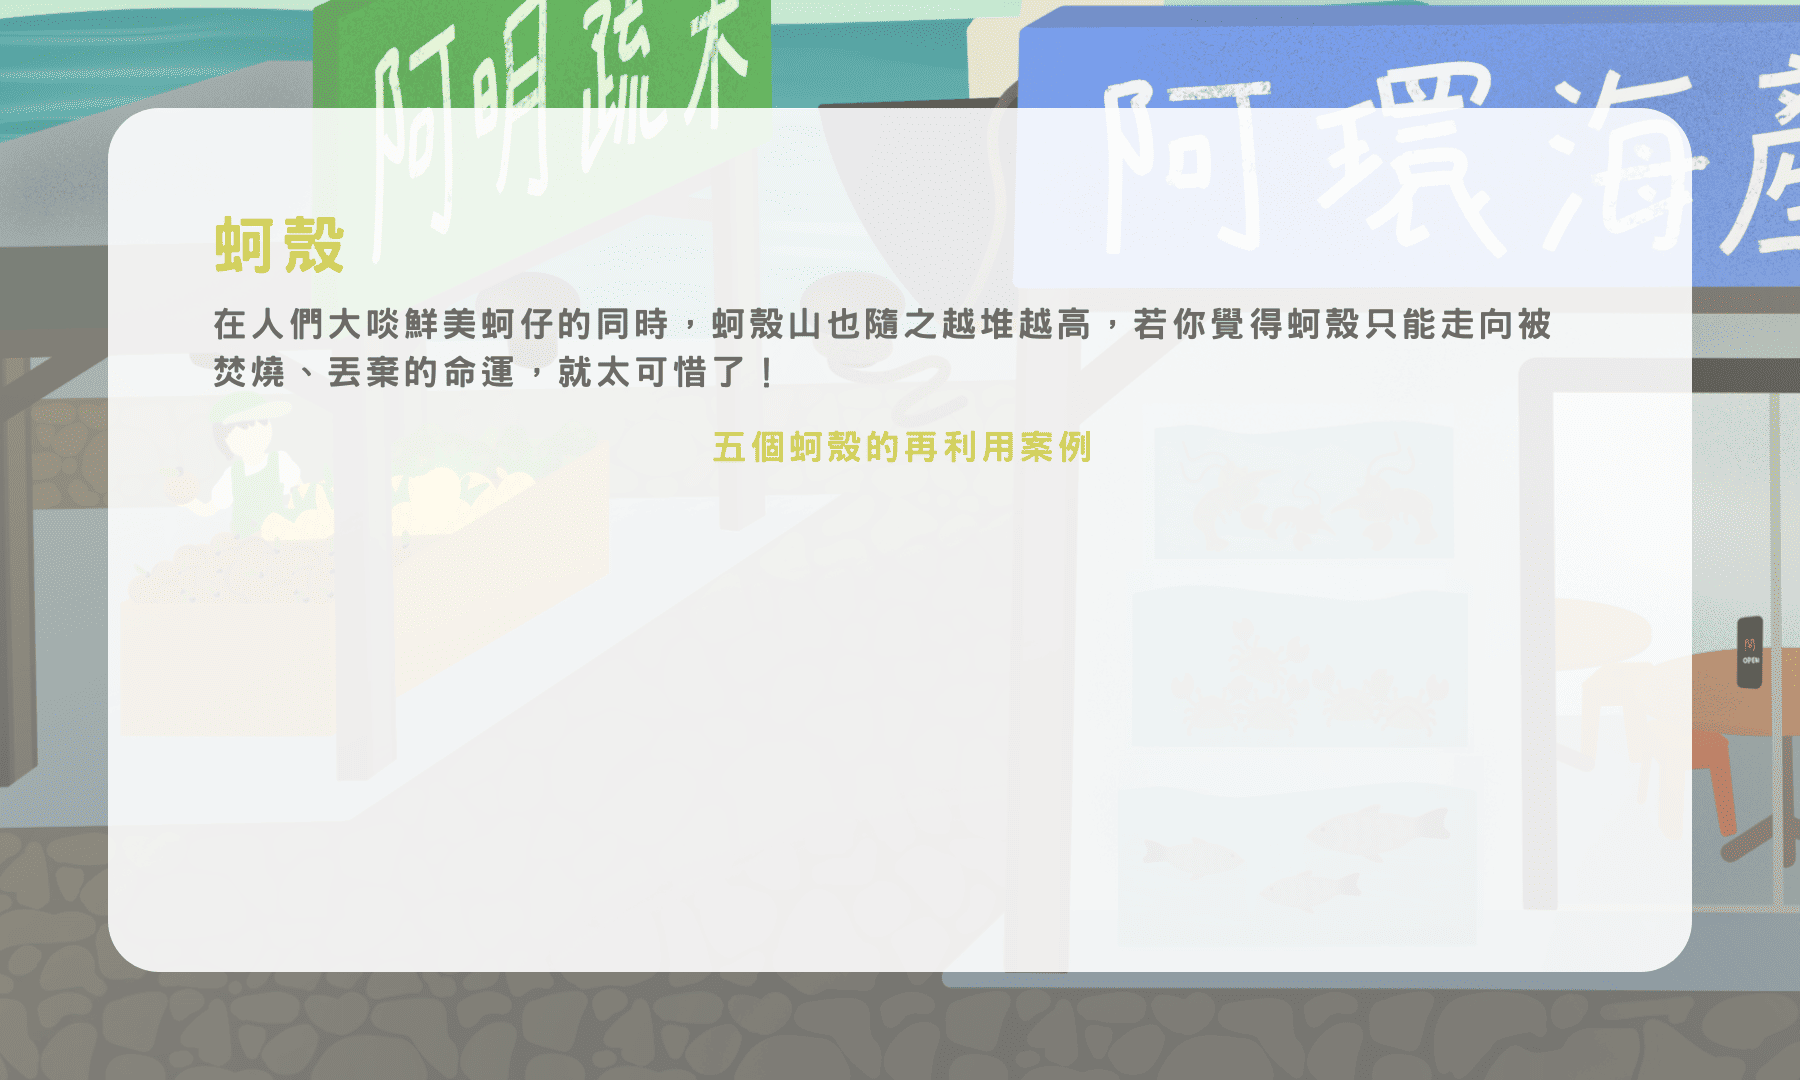 阿明蔬
阿環海產
蚵殼
在人們大啖鮮美蚵仔的同時，蚵殼山也隨之越堆越高，若你覺得蚵殼只能走向被
焚燒、丟棄的命運，就太可惜了！
五個蚵殼的再利用案例
OPEN